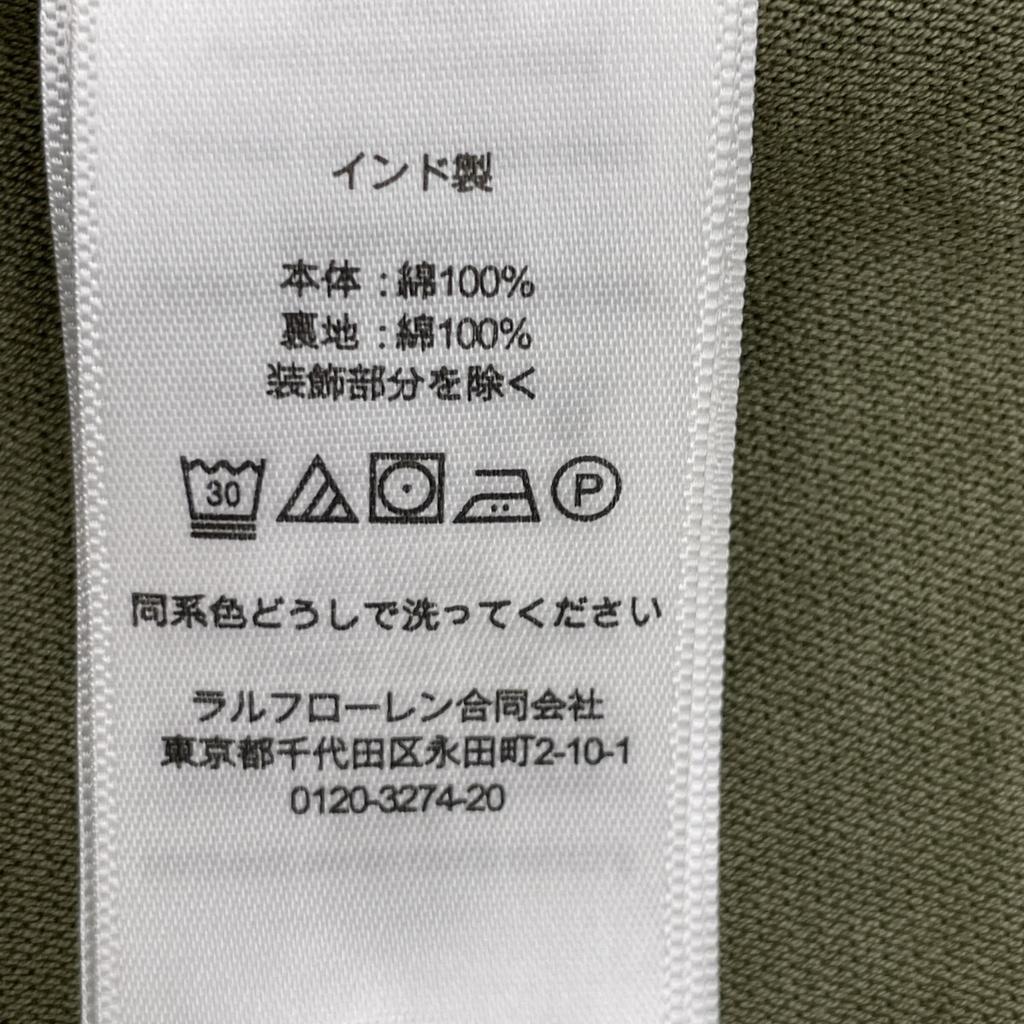 インド製
本体:綿100%
裏地:綿100%
装飾部分を除く
30 P
同系色どうしで洗ってください
ラルフローレン合同会社
東京都千代田区永田町2-10-1
0120-3274-20